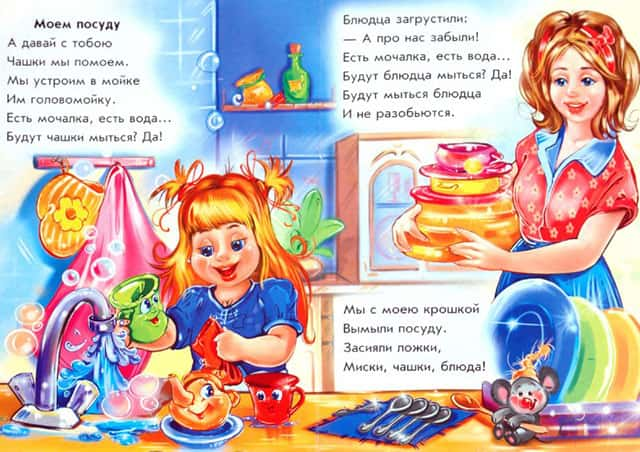 Моем посуду
А давай с тобою
Чашки мы помоем.
Мы устроим в мойке
Им головомойку.
Есть мочалка, есть вода...
Будут чашки мыться? Да!
Блюдца загрустили:
— А про нас забыли!
Есть мочалка, есть вода...
Будут блюдца мыться? Да!
Будут мыться блюдца
И не разобьются.
Мы с моею крошкой
Вымыли посуду.
Засияли ложки,
Миски, чашки, блюда!